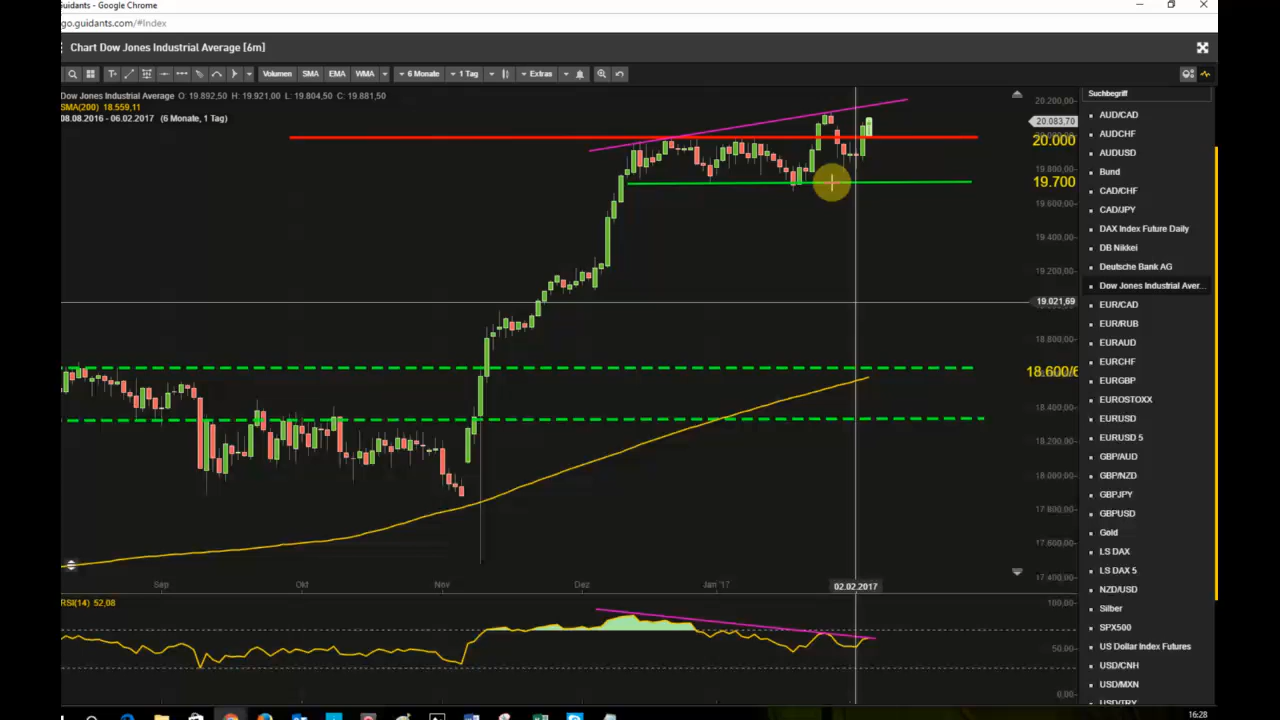 Guidants - Google Chrome
go.guidants.com/#Index
Chart Dow Jones Industrial Average [6m]
Volumen SMA EMA WMA 6 Monate 1 Tag Extras
Dow Jones Industrial Average O: 19.892,50 H: 19.921,00 L: 19.804,50 C: 19.881,50
SMA(200) 18.559,11
08.08.2016 - 06.02.2017 (6 Monate, 1 Tag)
20.200,00
20.083,70
20.000
19.800,00
19.700
19.600,00
19.400,00
19.200,00
19.021,69
18.800,00
18.600/6
18.400,00
18.200,00
18.000,00
17.800,00
17.600,00
17.400,00
Sep Okt Nov Dez Jan '17 02.02.2017
RSI(14) 52,08
100,00
50,00
0,00
Suchbegriff
AUD/CAD
AUDCHF
AUDUSD
Bund
CAD/CHF
CAD/JPY
DAX Index Future Daily
DB Nikkei
Deutsche Bank AG
Dow Jones Industrial Aver...
EUR/CAD
EUR/RUB
EURAUD
EURCHF
EURGBP
EUROSTOXX
EURUSD
EURUSD 5
GBP/AUD
GBP/NZD
GBPJPY
GBPUSD
Gold
LS DAX
LS DAX 5
NZD/USD
Silber
SPX500
US Dollar Index Futures
USD/CNH
USD/MXN
USD/TRY
16:28